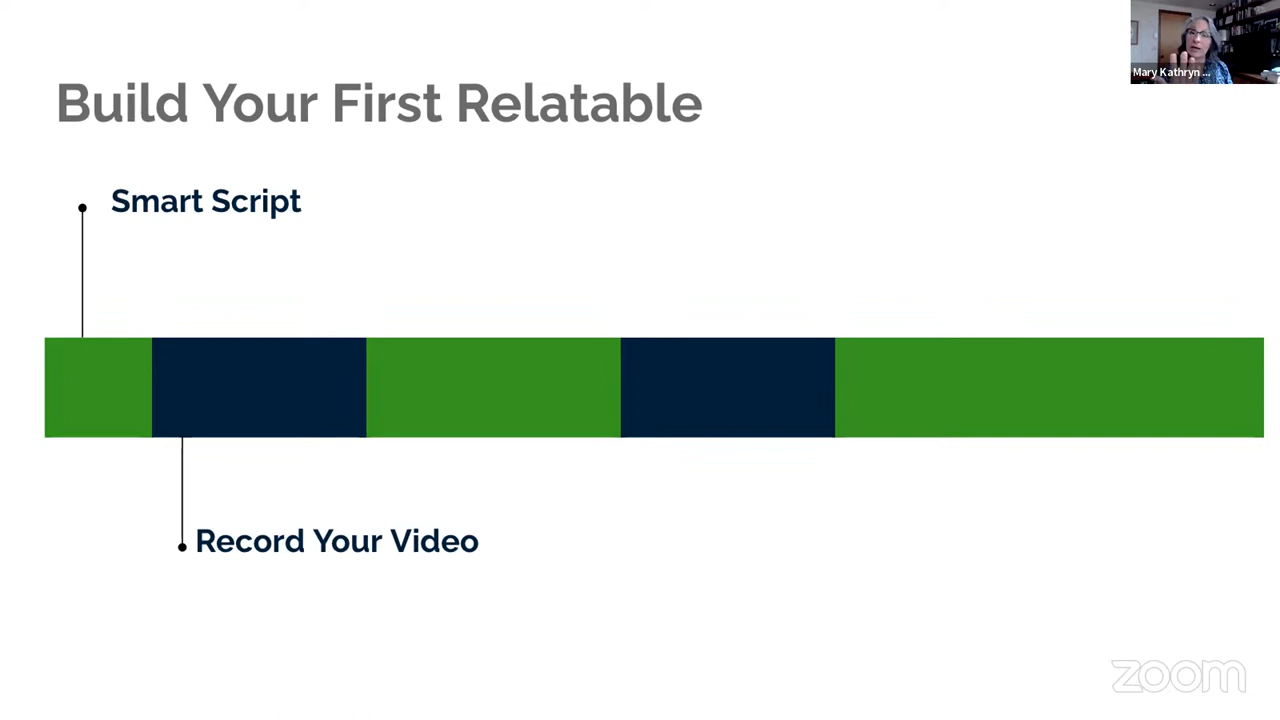 Mary Kathryn ...
Build Your First Relatable
Smart Script
Record Your Video
zoom